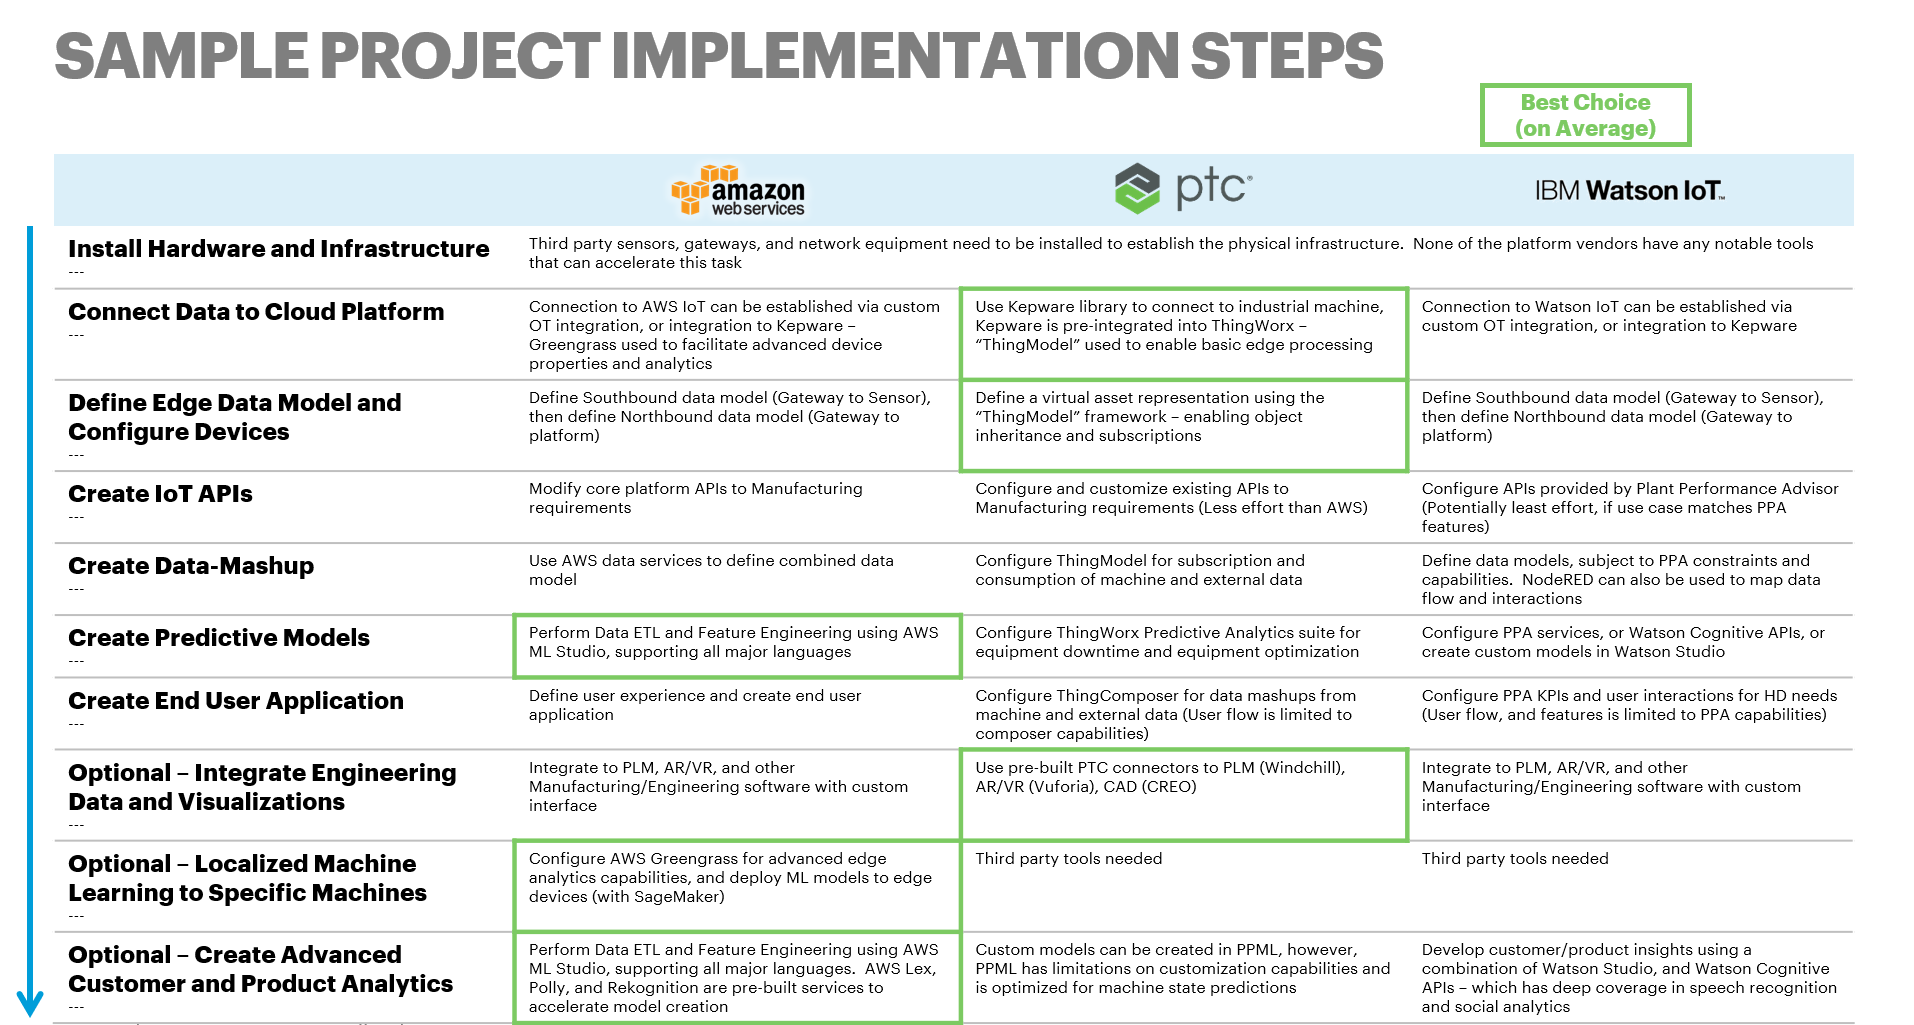 SAMPLE PROJECT IMPLEMENTATION STEPS
Best Choice
(on Average)
amazon
web services
ptc®
IBM Watson IoT™
Install Hardware and Infrastructure
---
Third party sensors, gateways, and network equipment need to be installed to establish the physical infrastructure.  None of the platform vendors have any notable tools
that can accelerate this task
Connect Data to Cloud Platform
---
Connection to AWS IoT can be established via custom
OT integration, or integration to Kepware –
Greengrass used to facilitate advanced device
properties and analytics
Use Kepware library to connect to industrial machine,
Kepware is pre-integrated into ThingWorx –
“ThingModel” used to enable basic edge processing
Connection to Watson IoT can be established via
custom OT integration, or integration to Kepware
Define Edge Data Model and
Configure Devices
---
Define Southbound data model (Gateway to Sensor),
then define Northbound data model (Gateway to
platform)
Define a virtual asset representation using the
“ThingModel” framework – enabling object
inheritance and subscriptions
Define Southbound data model (Gateway to Sensor),
then define Northbound data model (Gateway to
platform)
Create IoT APIs
---
Modify core platform APIs to Manufacturing
requirements
Configure and customize existing APIs to
Manufacturing requirements (Less effort than AWS)
Configure APIs provided by Plant Performance Advisor
(Potentially least effort, if use case matches PPA
features)
Create Data-Mashup
---
Use AWS data services to define combined data
model
Configure ThingModel for subscription and
consumption of machine and external data
Define data models, subject to PPA constraints and
capabilities.  NodeRED can also be used to map data
flow and interactions
Create Predictive Models
---
Perform Data ETL and Feature Engineering using AWS
ML Studio, supporting all major languages
Configure ThingWorx Predictive Analytics suite for
equipment downtime and equipment optimization
Configure PPA services, or Watson Cognitive APIs, or
create custom models in Watson Studio
Create End User Application
---
Define user experience and create end user
application
Configure ThingComposer for data mashups from
machine and external data (User flow is limited to
composer capabilities)
Configure PPA KPIs and user interactions for HD needs
(User flow, and features is limited to PPA capabilities)
Optional – Integrate Engineering
Data and Visualizations
---
Integrate to PLM, AR/VR, and other
Manufacturing/Engineering software with custom
interface
Use pre-built PTC connectors to PLM (Windchill),
AR/VR (Vuforia), CAD (CREO)
Integrate to PLM, AR/VR, and other
Manufacturing/Engineering software with custom
interface
Optional – Localized Machine
Learning to Specific Machines
---
Configure AWS Greengrass for advanced edge
analytics capabilities, and deploy ML models to edge
devices (with SageMaker)
Third party tools needed
Third party tools needed
Optional – Create Advanced
Customer and Product Analytics
---
Perform Data ETL and Feature Engineering using AWS
ML Studio, supporting all major languages.  AWS Lex,
Polly, and Rekognition are pre-built services to
accelerate model creation
Custom models can be created in PPML, however,
PPML has limitations on customization capabilities and
is optimized for machine state predictions
Develop customer/product insights using a
combination of Watson Studio, and Watson Cognitive
APIs – which has deep coverage in speech recognition
and social analytics